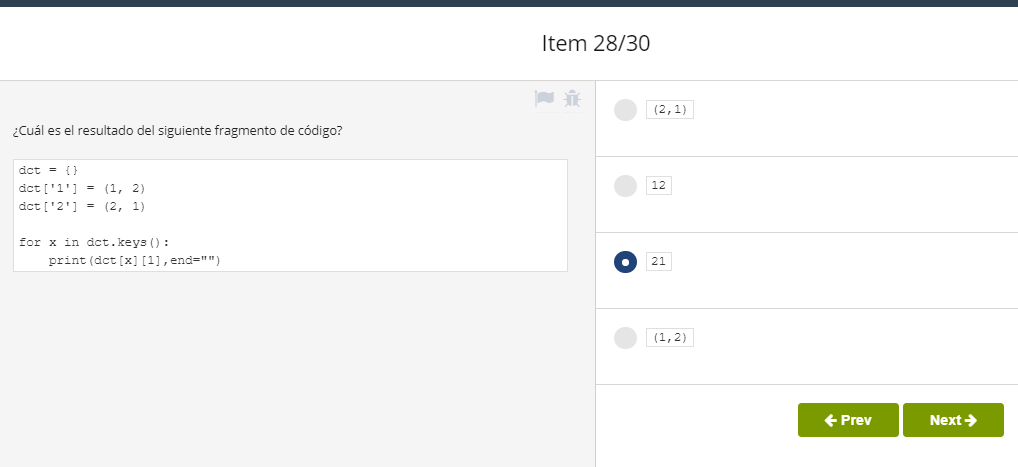 Item 28/30
¿Cuál es el resultado del siguiente fragmento de código?
dct = {}
dct['1'] = (1, 2)
dct['2'] = (2, 1)
for x in dct.keys():
    print(dct[x][1],end="")
(2,1)
12
21
(1,2)
Prev
Next